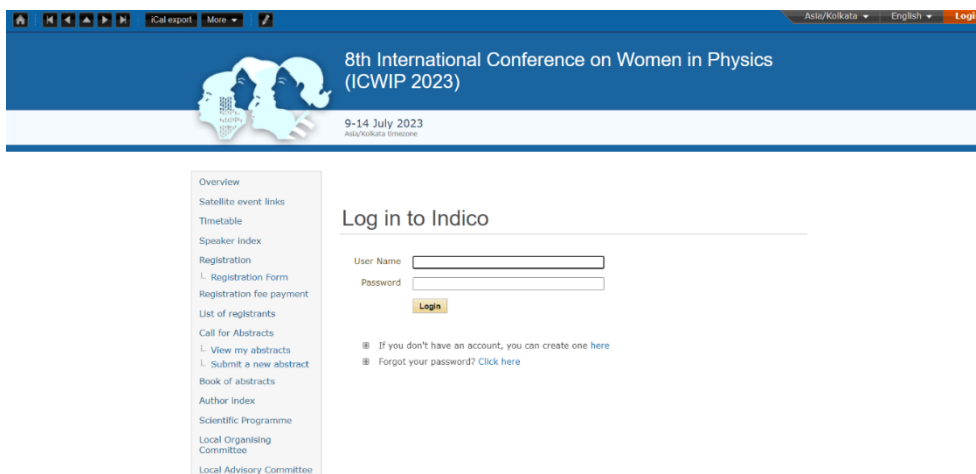 iCal export More
Asia/Kolkata English Login
8th International Conference on Women in Physics
(ICWIP 2023)
9-14 July 2023
Asia/Kolkata timezone
Overview
Satellite event links
Timetable
Speaker index
Registration
Registration Form
Registration fee payment
List of registrants
Call for Abstracts
View my abstracts
Submit a new abstract
Book of abstracts
Author index
Scientific Programme
Local Organising
Committee
Local Advisory Committee
Log in to Indico
User Name
Password
Login
If you don't have an account, you can create one here
Forgot your password? Click here